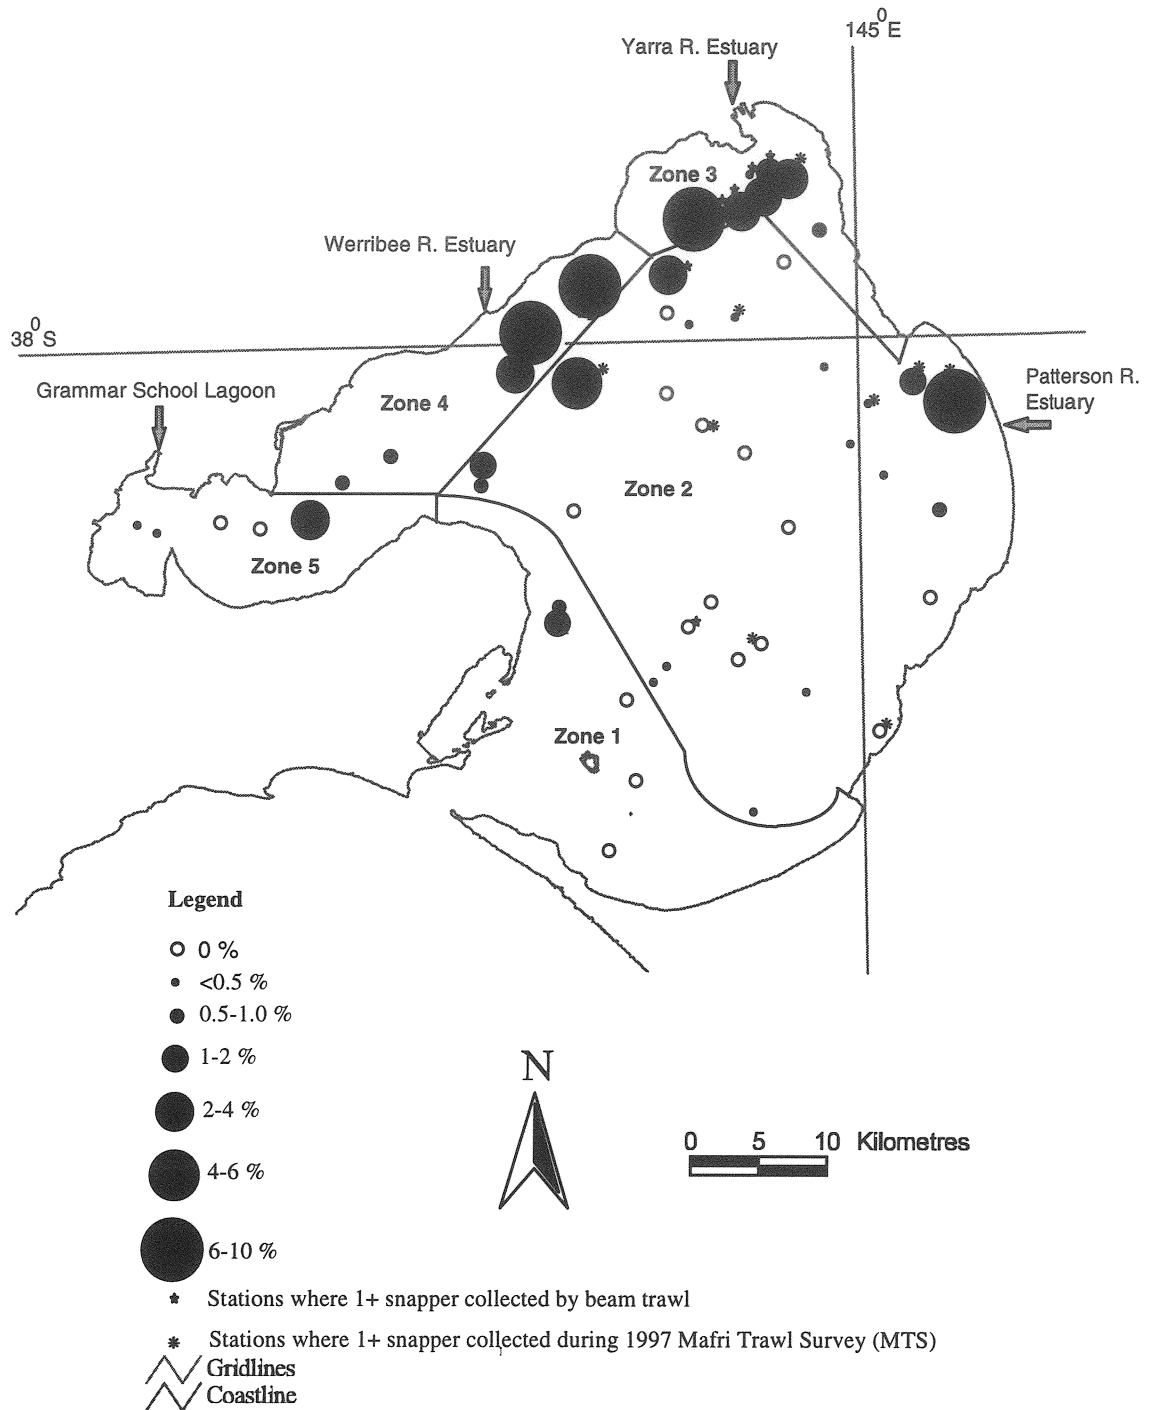 145⁰E
Yarra R. Estuary
Zone 3
Werribee R. Estuary
38⁰ S
Grammar School Lagoon
Patterson R.
Estuary
Zone 4
Zone 2
Zone 5
Zone 1
Legend
0 %
<0.5 %
0.5-1.0 %
1-2 %
2-4 %
4-6 %
6-10 %
N
0 5 10 Kilometres
Stations where 1+ snapper collected by beam trawl
Stations where 1+ snapper collected during 1997 Mafri Trawl Survey (MTS)
Gridlines
Coastline